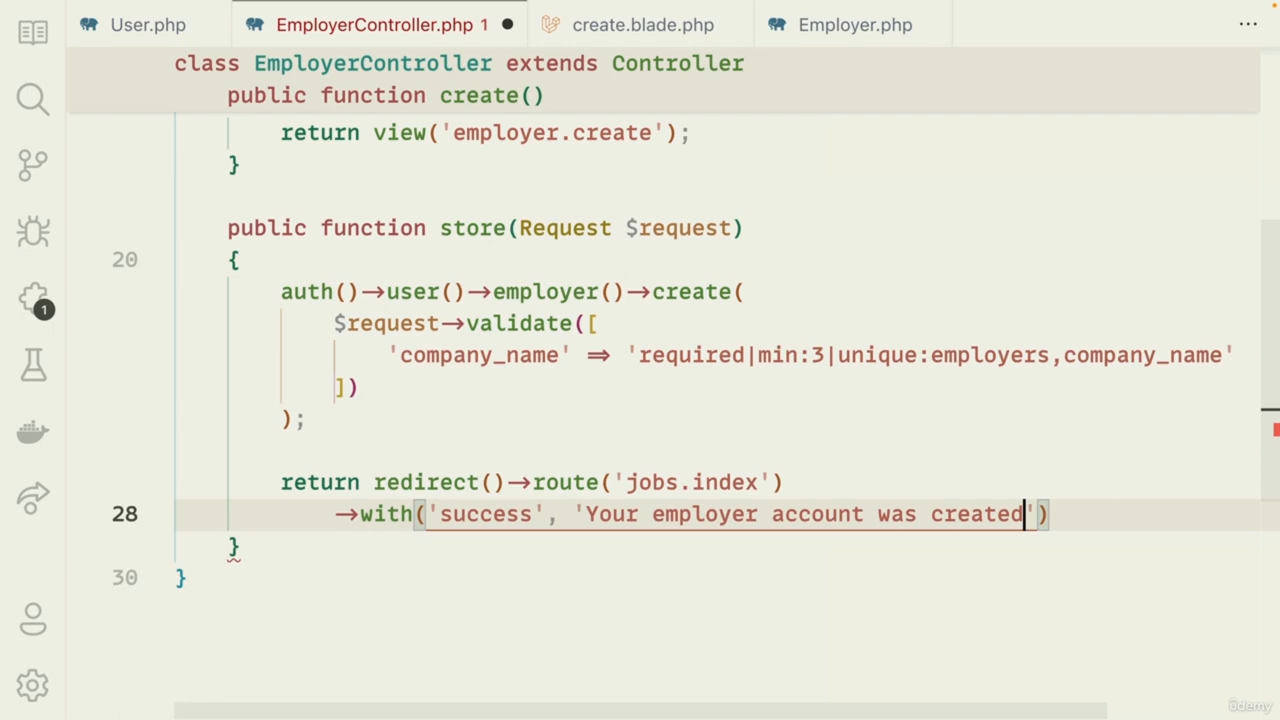 User.php
EmployerController.php 1
create.blade.php
Employer.php
...
class EmployerController extends Controller
public function create()
return view('employer.create');
}
public function store(Request $request)
20 {
auth()->user()->employer()->create(
$request->validate([
'company_name' => 'required|min:3|unique:employers,company_name'
])
);
return redirect()->route('jobs.index')
28 ->with('success', 'Your employer account was created')
}
30 }
1
ûdemy